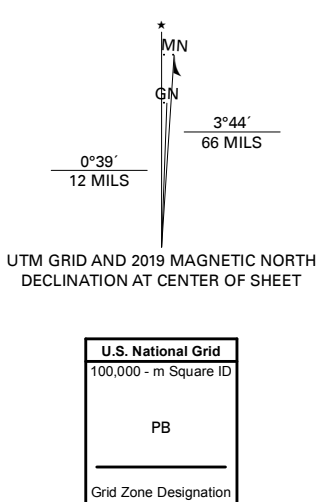 ★
MN
GN
3°44´
66 MILS
0°39´
12 MILS
UTM GRID AND 2019 MAGNETIC NORTH
DECLINATION AT CENTER OF SHEET
U.S. National Grid
100,000 - m Square ID
PB
Grid Zone Designation